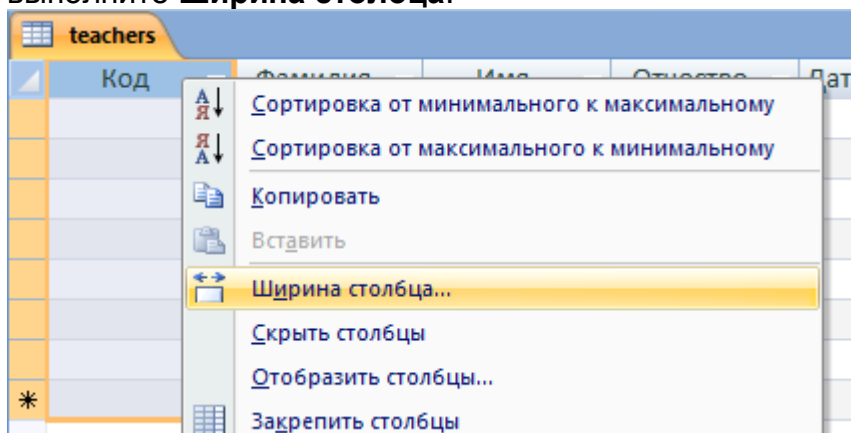 выполните Ширина столбца.
teachers
Код Фамилия Имя Отчество Дат
Сортировка от минимального к максимальному
Сортировка от максимального к минимальному
Копировать
Вставить
Ширина столбца...
Скрыть столбцы
Отобразить столбцы...
Закрепить столбцы